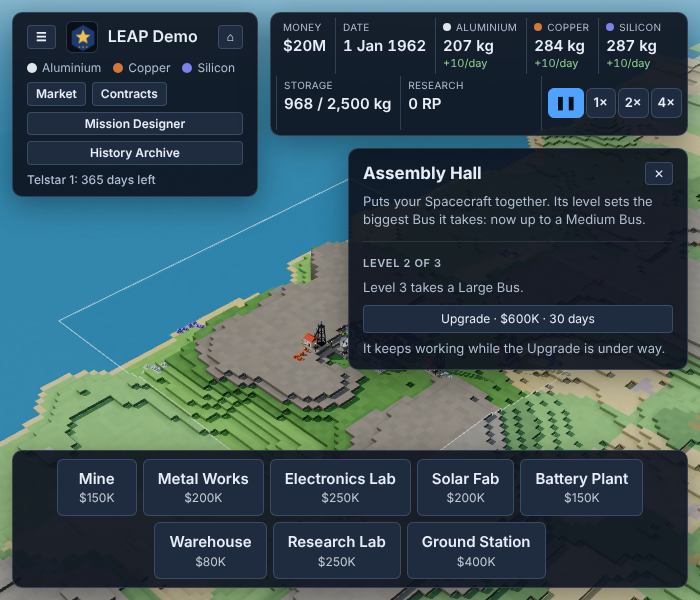 ☰ LEAP Demo ⌂
Aluminium Copper Silicon
Market Contracts
Mission Designer
History Archive
Telstar 1: 365 days left
MONEY DATE ALUMINIUM COPPER SILICON
$20M 1 Jan 1962 207 kg 284 kg 287 kg
+10/day +10/day +10/day
STORAGE RESEARCH
968 / 2,500 kg 0 RP
❚❚ 1× 2× 4×
Assembly Hall ×
Puts your Spacecraft together. Its level sets the
biggest Bus it takes: now up to a Medium Bus.
LEVEL 2 OF 3
Level 3 takes a Large Bus.
Upgrade · $600K · 30 days
It keeps working while the Upgrade is under way.
Mine Metal Works Electronics Lab Solar Fab Battery Plant
$150K $200K $250K $200K $150K
Warehouse Research Lab Ground Station
$80K $250K $400K